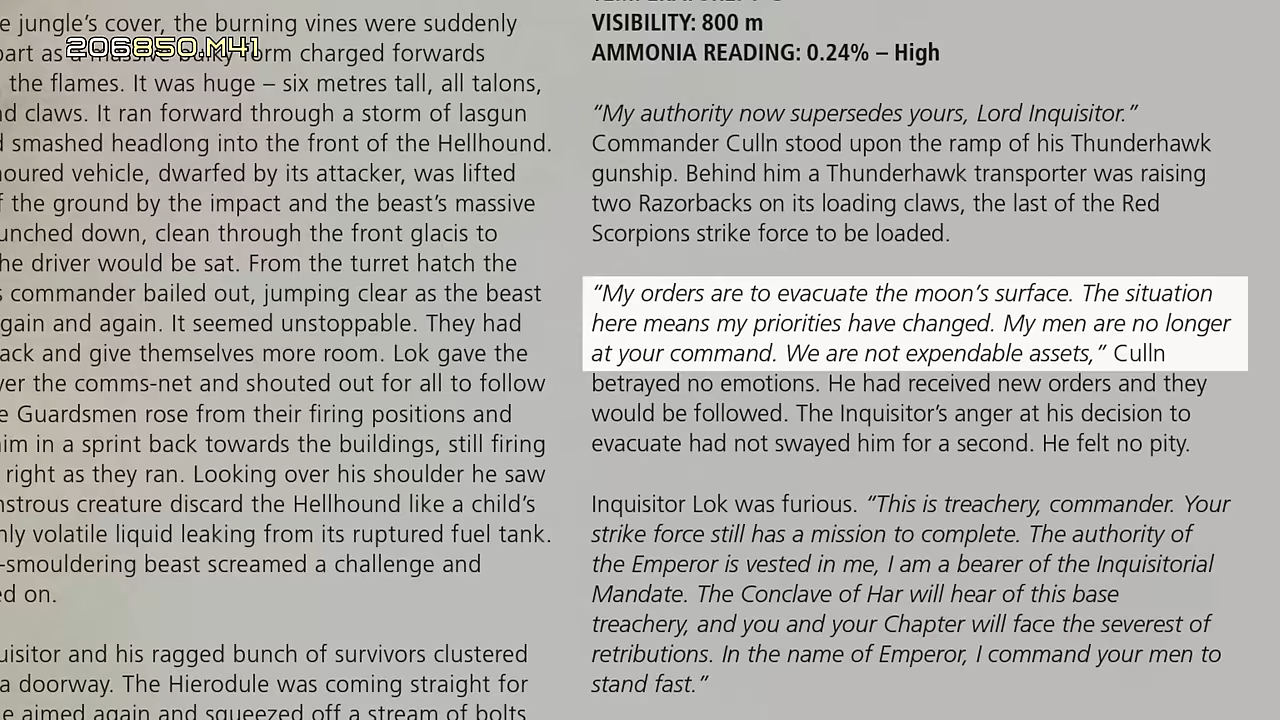 e jungle's cover, the burning vines were suddenly
part as a massive bulky form charged forwards
206850.M41
the flames. It was huge – six metres tall, all talons,
nd claws. It ran forward through a storm of lasgun
d smashed headlong into the front of the Hellhound.
moured vehicle, dwarfed by its attacker, was lifted
f the ground by the impact and the beast's massive
unched down, clean through the front glacis to
he driver would be sat. From the turret hatch the
s commander bailed out, jumping clear as the beast
gain and again. It seemed unstoppable. They had
ack and give themselves more room. Lok gave the
ver the comms-net and shouted out for all to follow
e Guardsmen rose from their firing positions and
him in a sprint back towards the buildings, still firing
right as they ran. Looking over his shoulder he saw
nstrous creature discard the Hellhound like a child's
hly volatile liquid leaking from its ruptured fuel tank.
-smouldering beast screamed a challenge and
ed on.
uisitor and his ragged bunch of survivors clustered
a doorway. The Hierodule was coming straight for
e aimed again and squeezed off a stream of bolts
VISIBILITY: 800 m
AMMONIA READING: 0.24% – High
“My authority now supersedes yours, Lord Inquisitor.”
Commander Culln stood upon the ramp of his Thunderhawk
gunship. Behind him a Thunderhawk transporter was raising
two Razorbacks on its loading claws, the last of the Red
Scorpions strike force to be loaded.
“My orders are to evacuate the moon's surface. The situation
here means my priorities have changed. My men are no longer
at your command. We are not expendable assets,” Culln
betrayed no emotions. He had received new orders and they
would be followed. The Inquisitor's anger at his decision to
evacuate had not swayed him for a second. He felt no pity.
Inquisitor Lok was furious. “This is treachery, commander. Your
strike force still has a mission to complete. The authority of
the Emperor is vested in me, I am a bearer of the Inquisitorial
Mandate. The Conclave of Har will hear of this base
treachery, and you and your Chapter will face the severest of
retributions. In the name of Emperor, I command your men to
stand fast.”